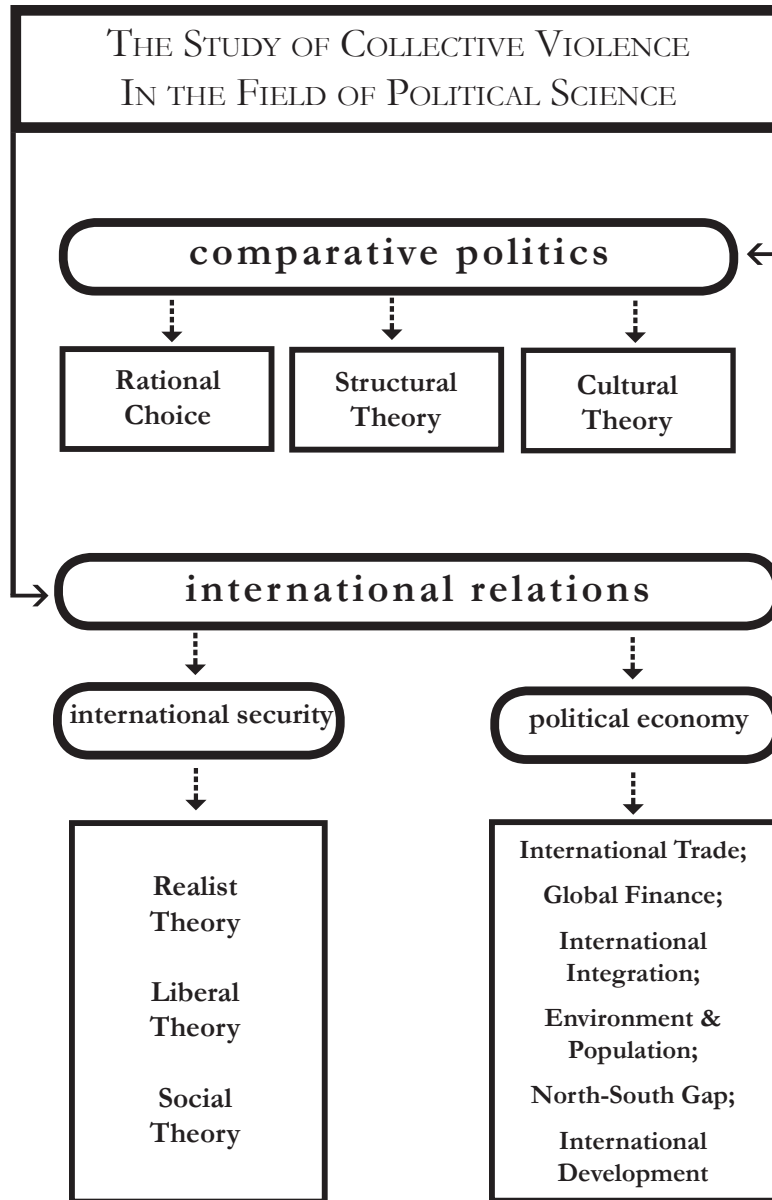 THE STUDY OF COLLECTIVE VIOLENCE
IN THE FIELD OF POLITICAL SCIENCE
comparative politics
Rational
Choice
Structural
Theory
Cultural
Theory
international relations
international security
political economy
Realist
Theory
Liberal
Theory
Social
Theory
International Trade;
Global Finance;
International
Integration;
Environment &
Population;
North-South Gap;
International
Development